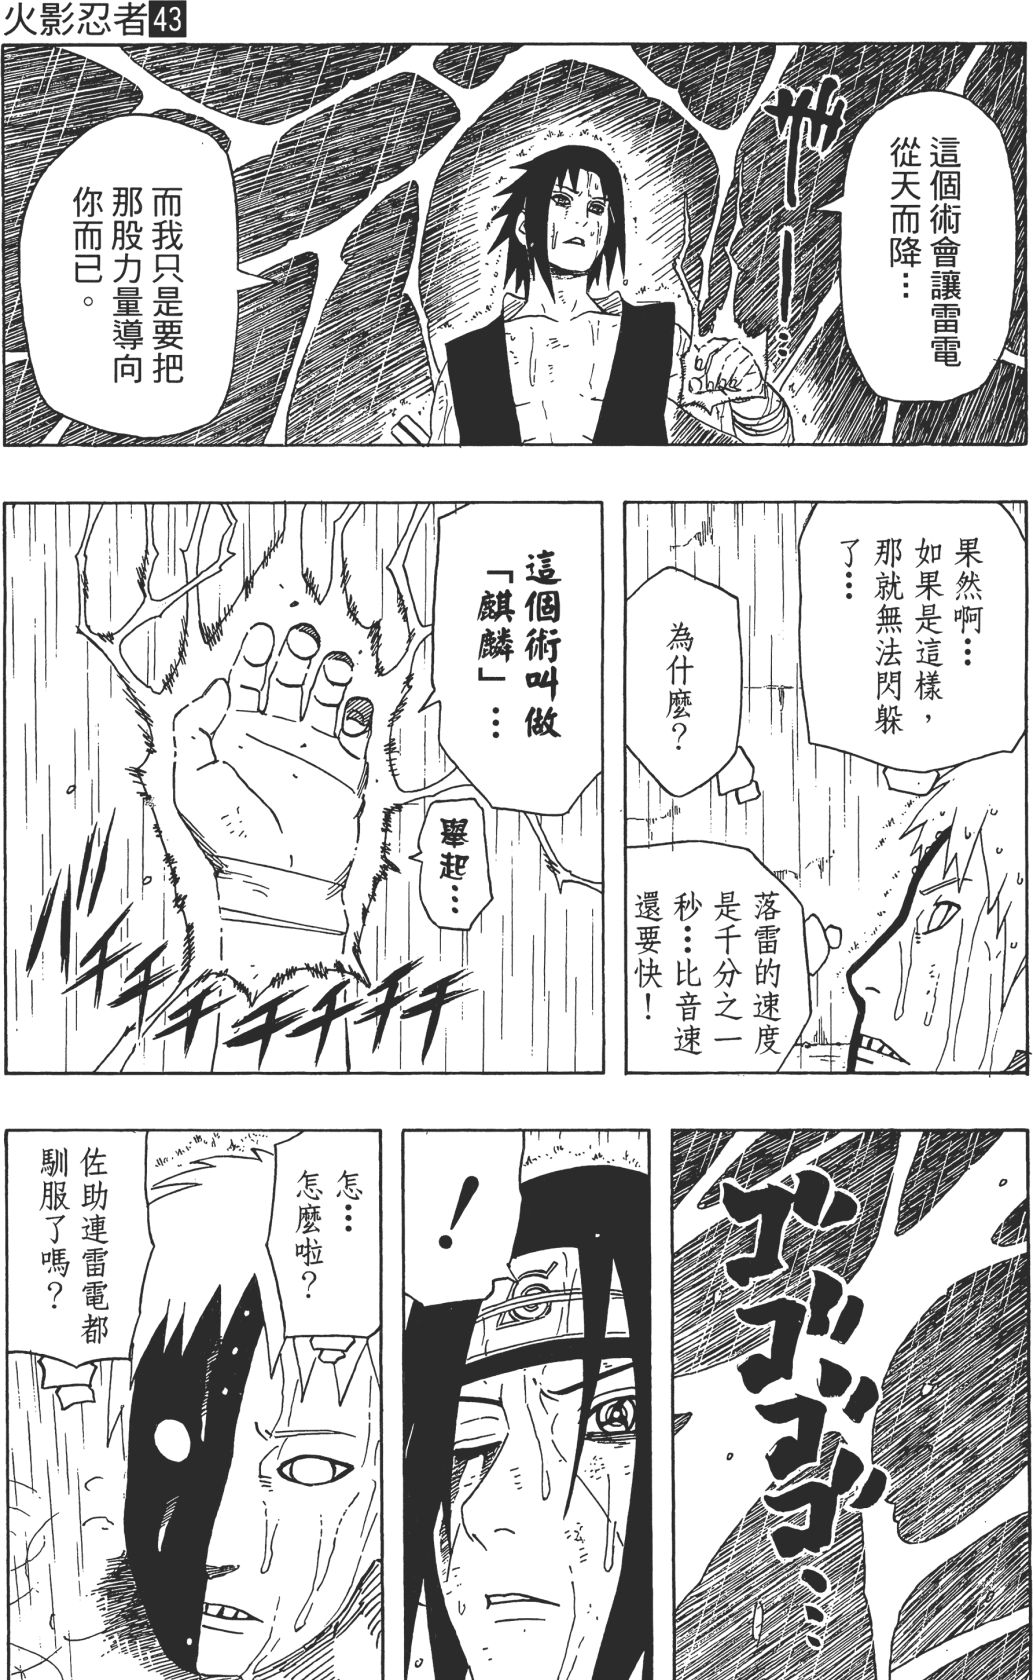 火影忍者43
這個術會讓雷電
從天而降…
而我只是要把
那股力量導向
你而已。
果然啊…
如果是這樣，
那就無法閃躲
了…
為什麼？
落雷的速度
是千分之一
秒…比音速
還要快！
這個術叫做
「麒麟」…
舉起…
バチチチチチチチ
ゴゴゴゴ…
！
怎…
怎麼啦？
佐助連雷電都
馴服了嗎？